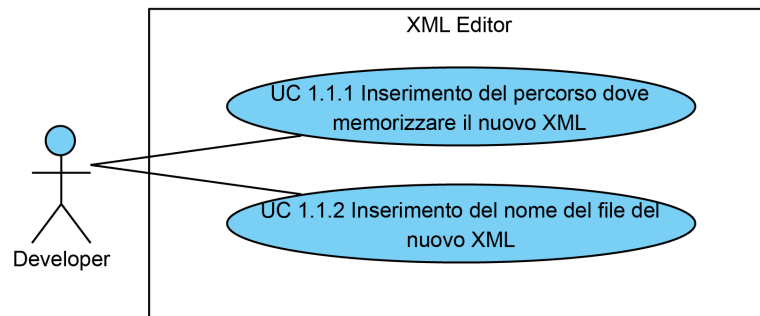 XML Editor
UC 1.1.1 Inserimento del percorso dove
memorizzare il nuovo XML
UC 1.1.2 Inserimento del nome del file del
nuovo XML
Developer